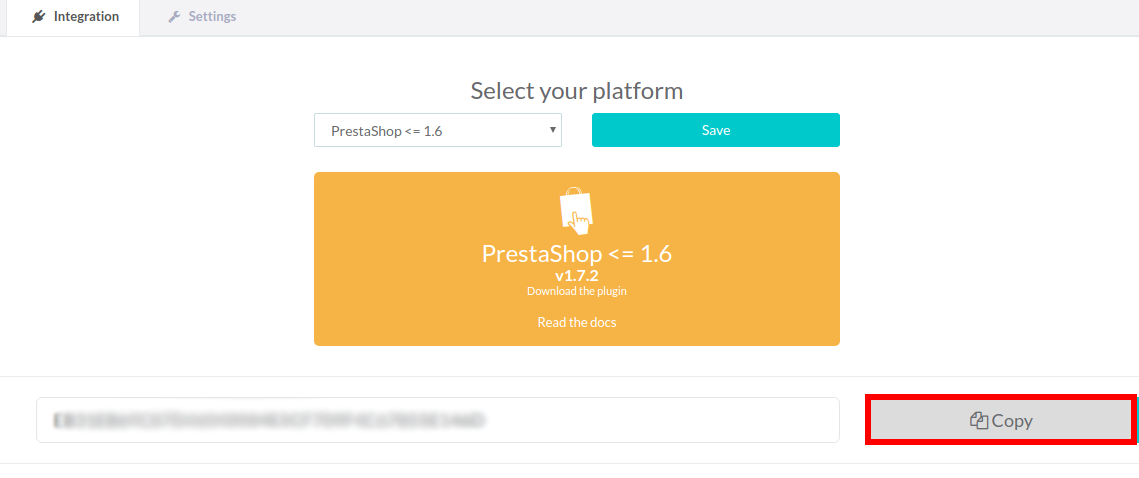 Integration
Settings
Select your platform
PrestaShop <= 1.6
Save
PrestaShop <= 1.6
v1.7.2
Download the plugin
Read the docs
Copy